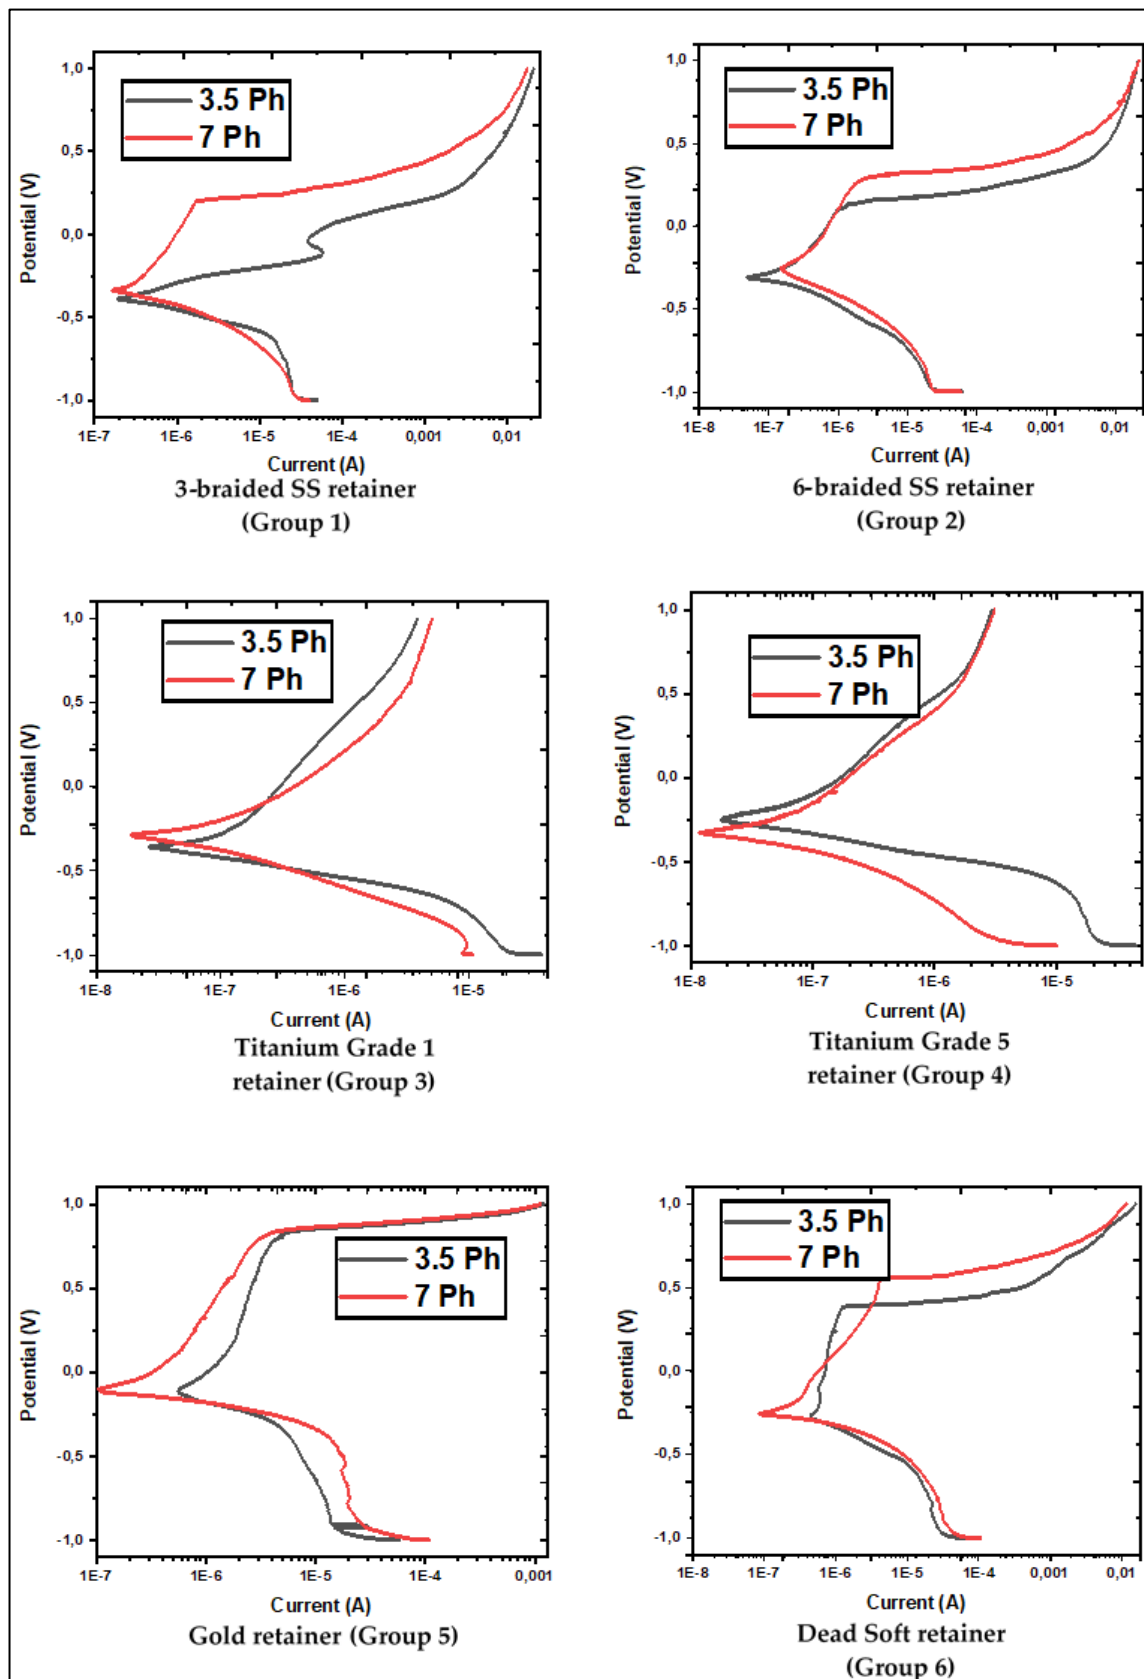 3.5 Ph
7 Ph
1,0
0,5
0,0
-0,5
-1,0
Potential (V)
1E-7
1E-6
1E-5
1E-4
0,001
0,01
Current (A)
3-braided SS retainer
(Group 1)
3.5 Ph
7 Ph
1,0
0,5
0,0
-0,5
-1,0
Potential (V)
1E-8
1E-7
1E-6
1E-5
1E-4
0,001
0,01
Current (A)
6-braided SS retainer
(Group 2)
3.5 Ph
7 Ph
1,0
0,5
0,0
-0,5
-1,0
Potential (V)
1E-8
1E-7
1E-6
1E-5
Current (A)
Titanium Grade 1
retainer (Group 3)
3.5 Ph
7 Ph
1,0
0,5
0,0
-0,5
-1,0
Potential (V)
1E-8
1E-7
1E-6
1E-5
Current (A)
Titanium Grade 5
retainer (Group 4)
3.5 Ph
7 Ph
1,0
0,5
0,0
-0,5
-1,0
Potential (V)
1E-7
1E-6
1E-5
1E-4
0,001
Current (A)
Gold retainer (Group 5)
3.5 Ph
7 Ph
1,0
0,5
0,0
-0,5
-1,0
Potential (V)
1E-8
1E-7
1E-6
1E-5
1E-4
0,001
0,01
Current (A)
Dead Soft retainer
(Group 6)